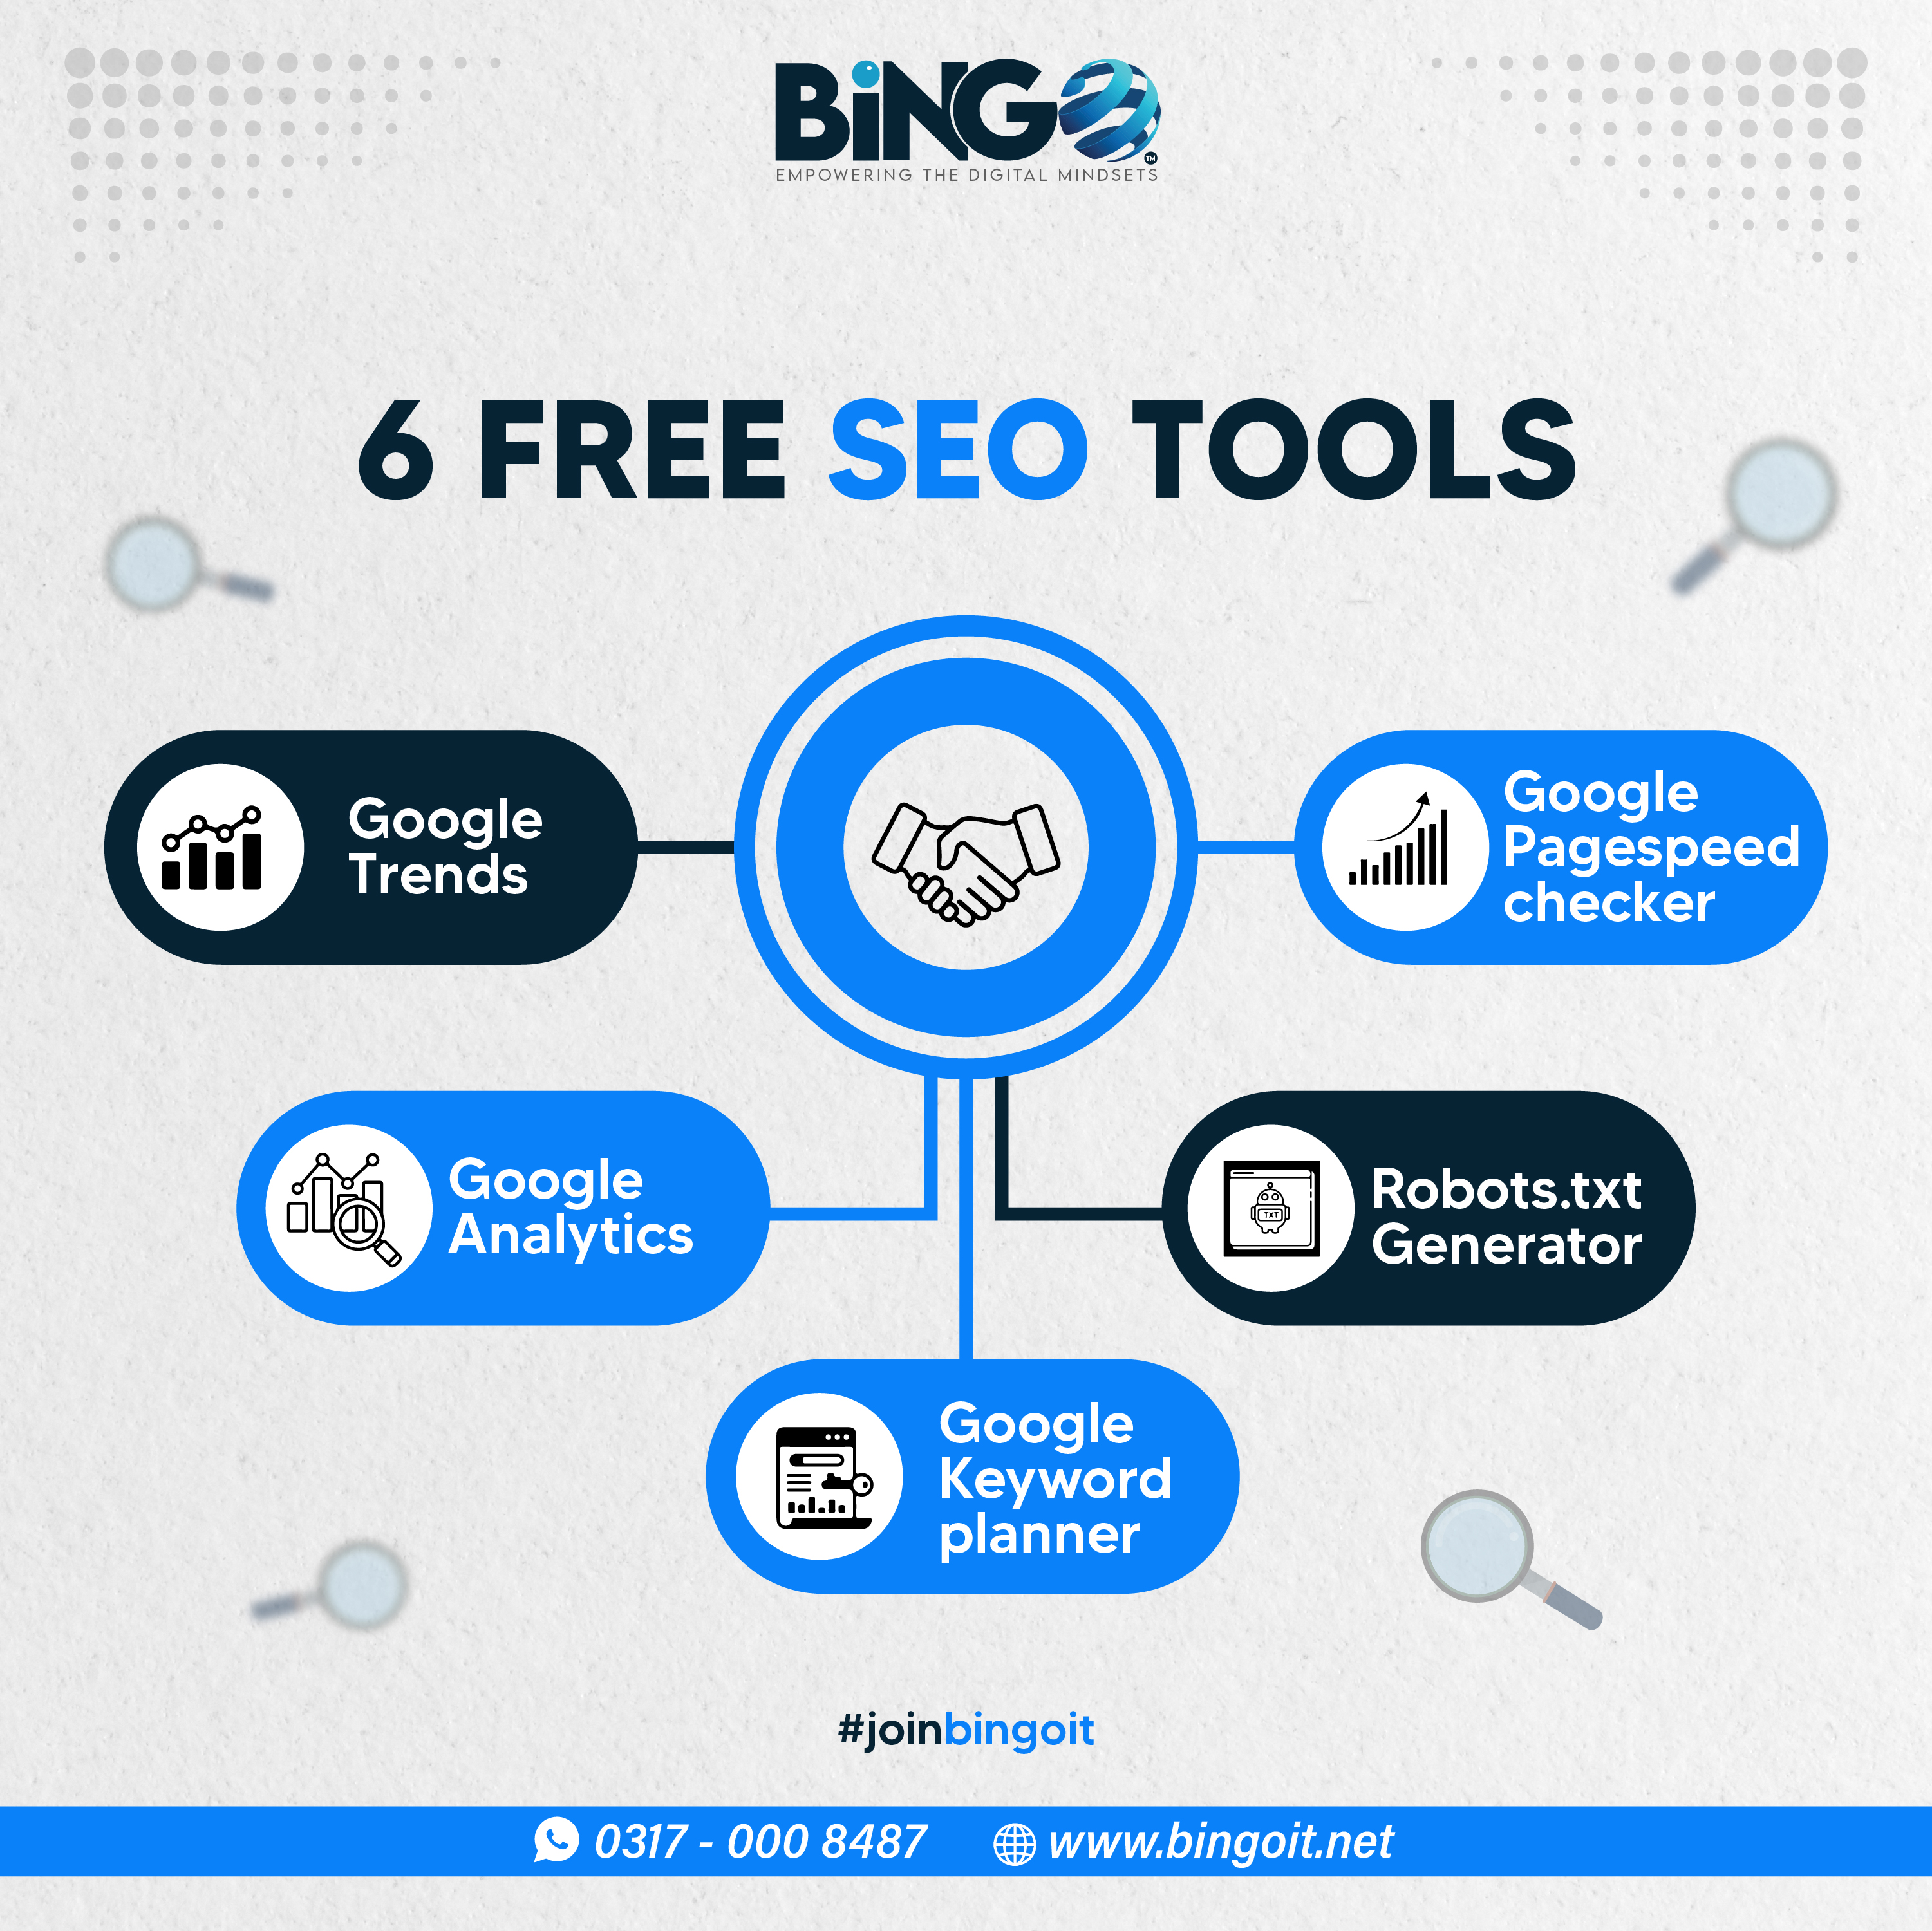 BiNGO
TM
EMPOWERING THE DIGITAL MINDSETS
6 FREE SEO TOOLS
Google
Trends
Google
Pagespeed
checker
Google
Analytics
TXT
Robots.txt
Generator
Google
Keyword
planner
#joinbingoit
0317 - 000 8487
www.bingoit.net